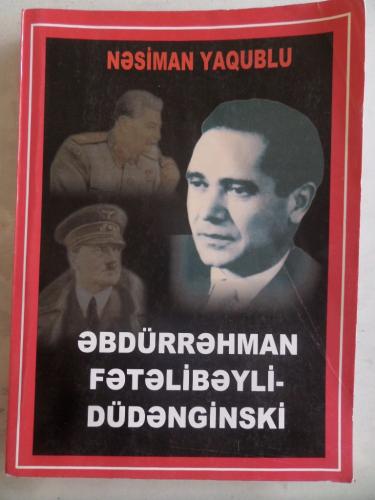 NƏSİMAN YAQUBLU
ƏBDÜRRƏHMAN
FƏTƏLİBƏYLİ-
DÜDƏNGİNSKİ